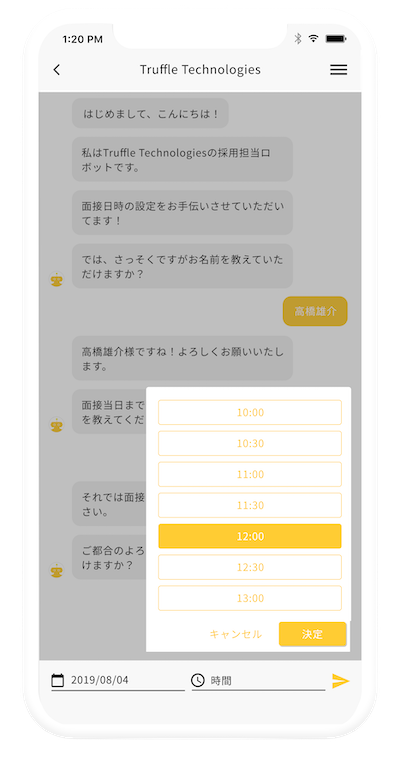 1:20 PM
Truffle Technologies
はじめまして、こんにちは！
私はTruffle Technologiesの採用担当ロ
ボットです。
面接日時の設定をお手伝いさせていただい
てます！
では、さっそくですがお名前を教えていた
だけますか？
高橋雄介
高橋雄介様ですね！よろしくお願いいたし
ます。
面接当日まで
を教えてくだ
それでは面接
さい。
ご都合のよろ
けますか？
10:00
10:30
11:00
11:30
12:00
12:30
13:00
キャンセル
決定
2019/08/04
時間